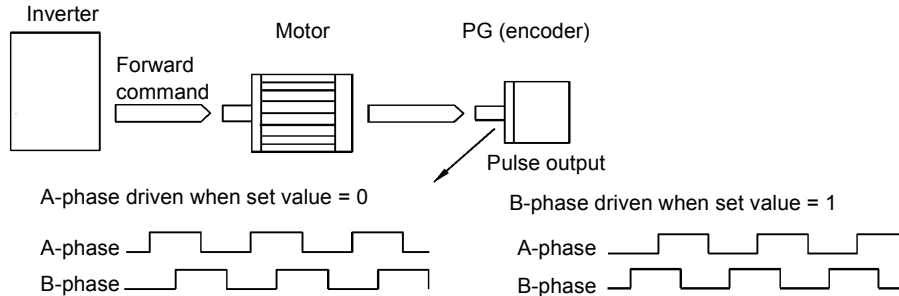 Inverter
Motor
PG (encoder)
Forward
command
Pulse output
A-phase driven when set value = 0
B-phase driven when set value = 1
A-phase
B-phase
A-phase
B-phase